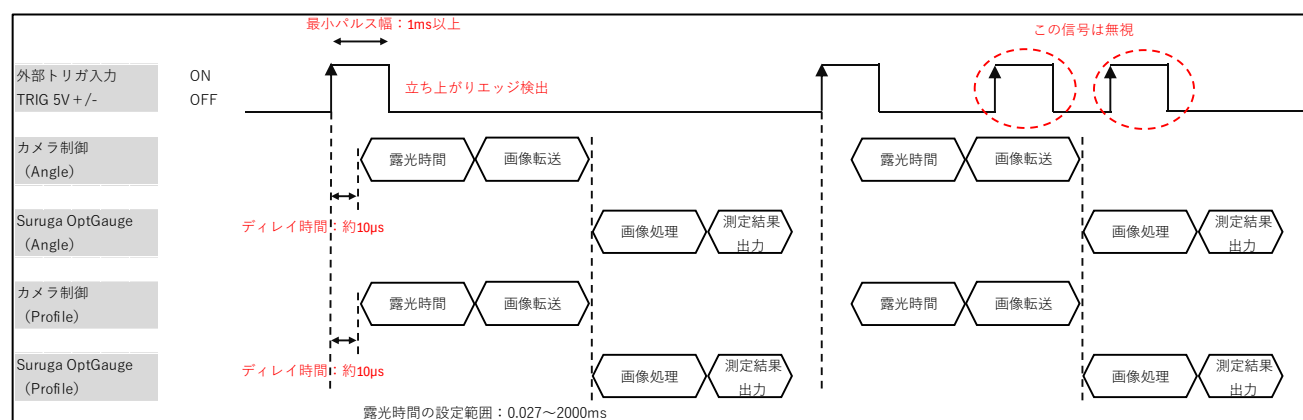 最小パルス幅：1ms以上
この信号は無視
外部トリガ入力
TRIG 5V +/-
ON
OFF
立ち上がりエッジ検出
カメラ制御
（Angle）
露光時間
画像転送
露光時間
画像転送
ディレイ時間：約10μs
Suruga OptGauge
（Angle）
画像処理
測定結果
出力
画像処理
測定結果
出力
カメラ制御
（Profile）
露光時間
画像転送
露光時間
画像転送
ディレイ時間：約10μs
Suruga OptGauge
（Profile）
画像処理
測定結果
出力
画像処理
測定結果
出力
露光時間の設定範囲：0.027～2000ms